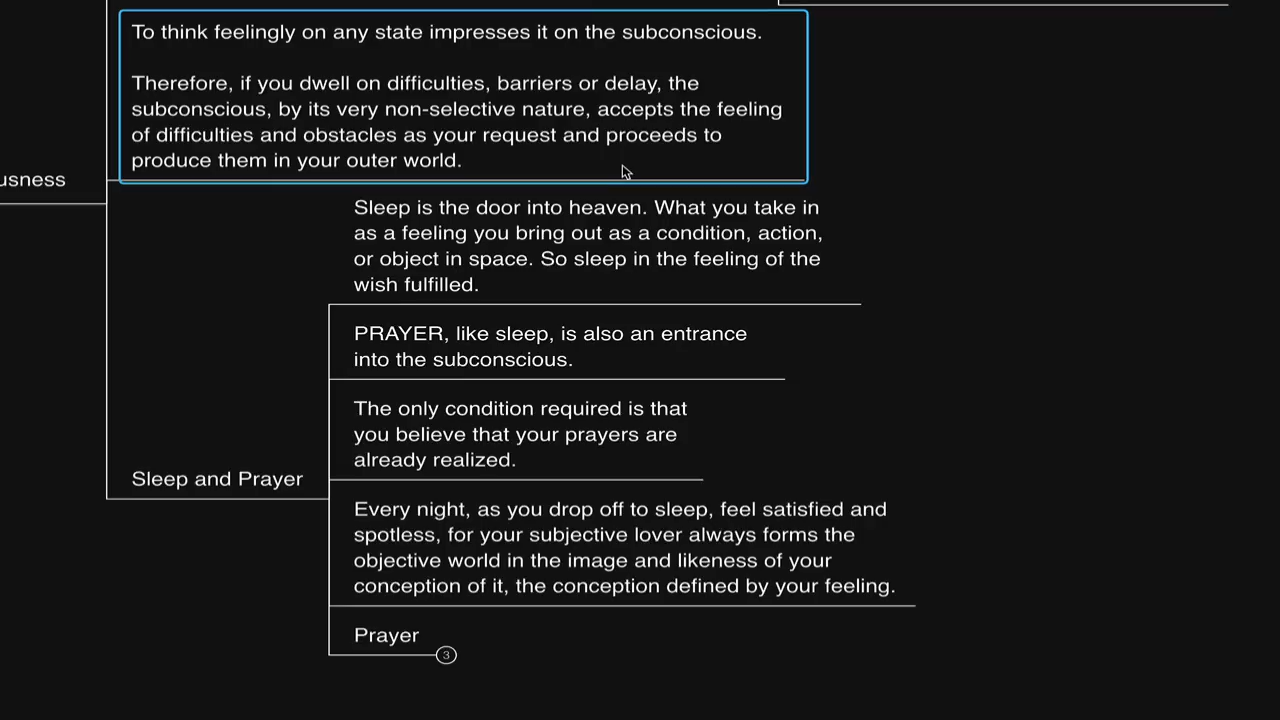 To think feelingly on any state impresses it on the subconscious.
Therefore, if you dwell on difficulties, barriers or delay, the
subconscious, by its very non-selective nature, accepts the feeling
of difficulties and obstacles as your request and proceeds to
produce them in your outer world.
usness
Sleep is the door into heaven. What you take in
as a feeling you bring out as a condition, action,
or object in space. So sleep in the feeling of the
wish fulfilled.
PRAYER, like sleep, is also an entrance
into the subconscious.
The only condition required is that
you believe that your prayers are
already realized.
Sleep and Prayer
Every night, as you drop off to sleep, feel satisfied and
spotless, for your subjective lover always forms the
objective world in the image and likeness of your
conception of it, the conception defined by your feeling.
Prayer
3